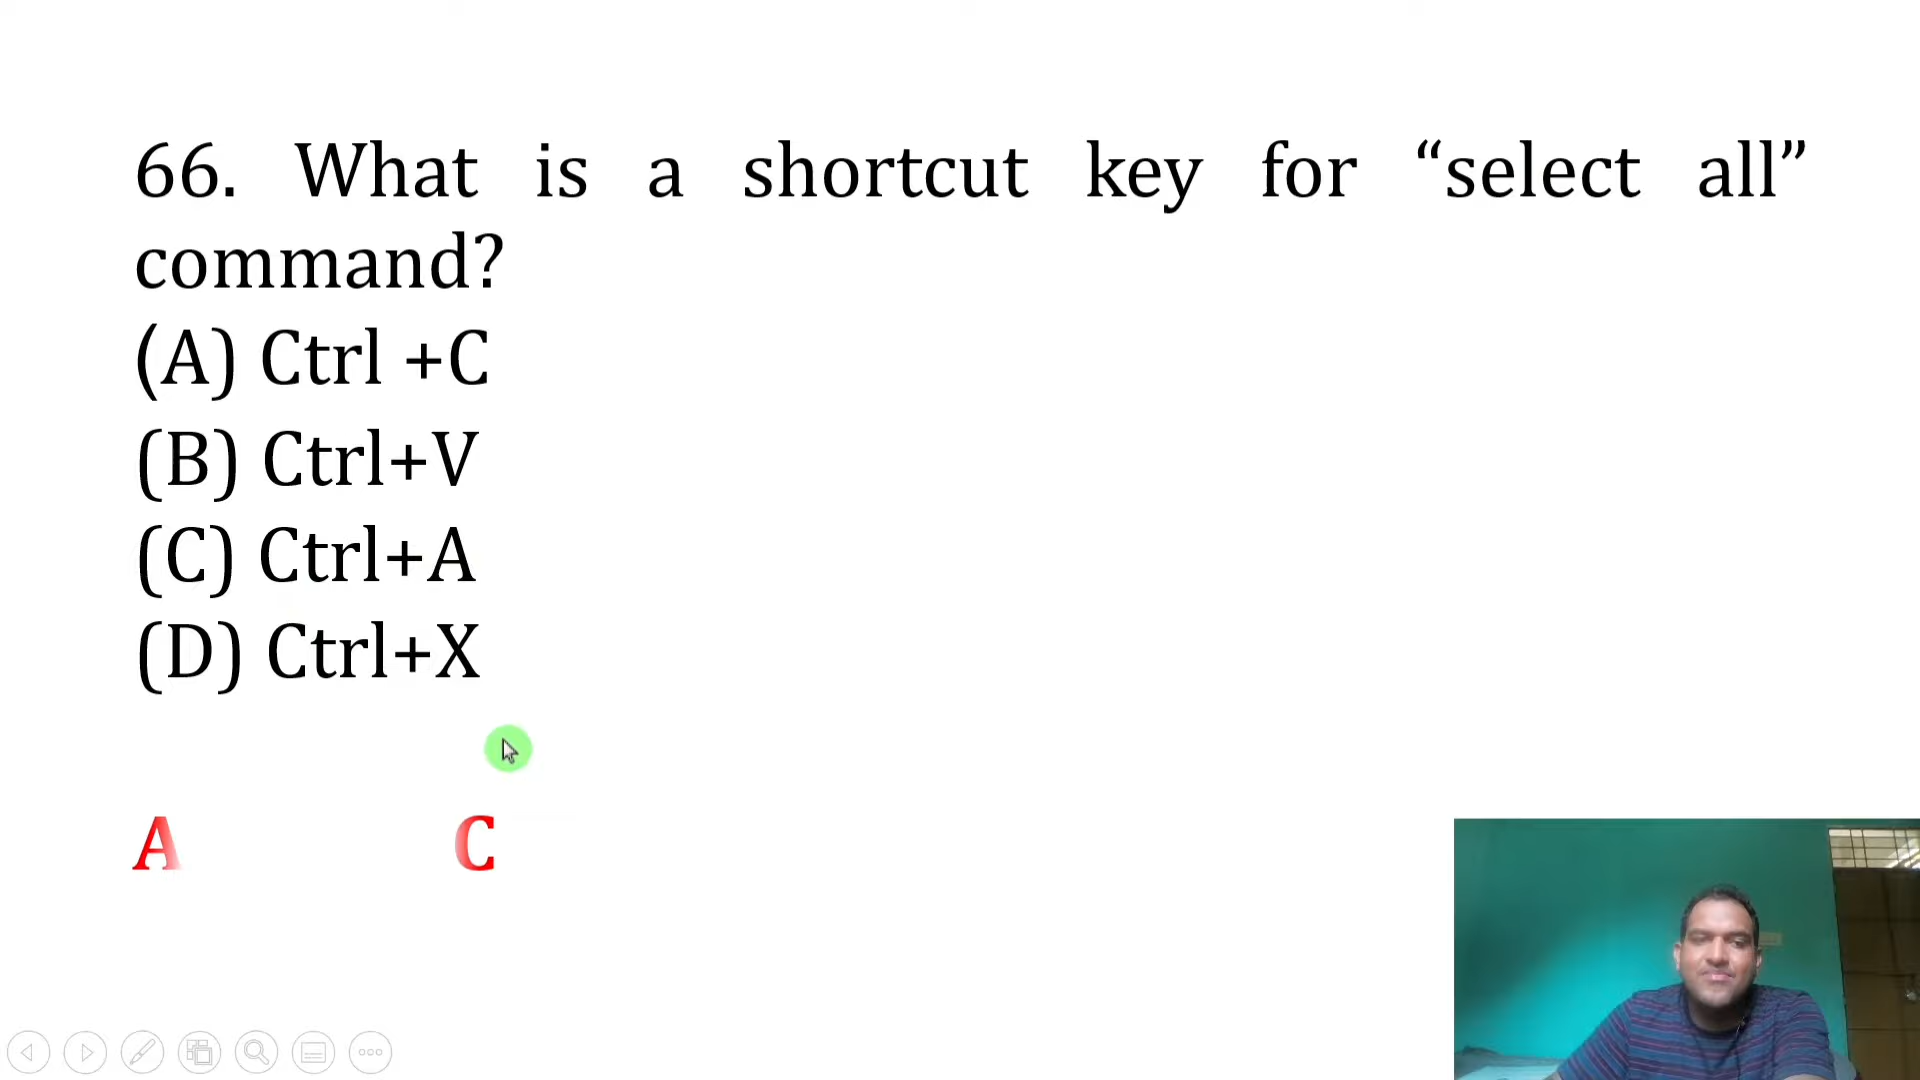 66. What is a shortcut key for “select all”
command?
(A) Ctrl +C
(B) Ctrl+V
(C) Ctrl+A
(D) Ctrl+X
A C